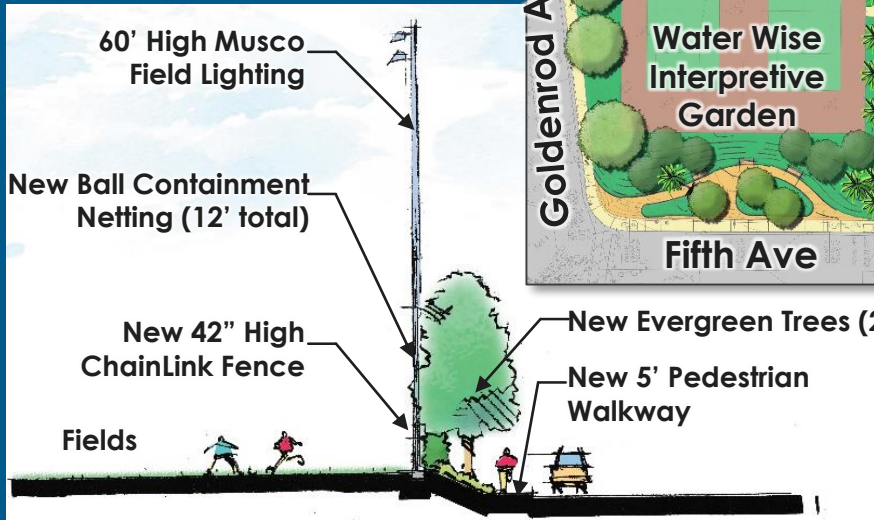 60' High Musco
Field Lighting
New Ball Containment
Netting (12' total)
New 42" High
ChainLink Fence
Fields
Goldenrod A
Water Wise
Interpretive
Garden
Fifth Ave
New Evergreen Trees (2
New 5' Pedestrian
Walkway